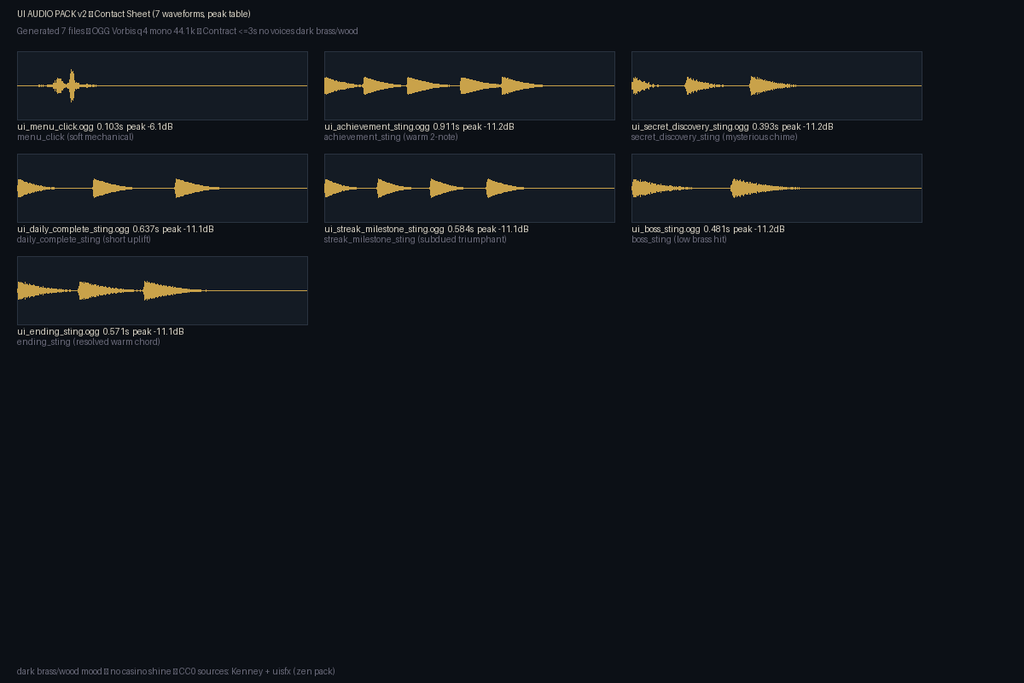 UI AUDIO PACK v2 □ Contact Sheet (7 waveforms, peak table)
Generated 7 files □ OGG Vorbis q4 mono 44.1k □ Contract <=3s no voices dark brass/wood
ui_menu_click.ogg 0.103s peak -6.1dB
menu_click (soft mechanical)
ui_achievement_sting.ogg 0.911s peak -11.2dB
achievement_sting (warm 2-note)
ui_secret_discovery_sting.ogg 0.393s peak -11.2dB
secret_discovery_sting (mysterious chime)
ui_daily_complete_sting.ogg 0.637s peak -11.1dB
daily_complete_sting (short uplift)
ui_streak_milestone_sting.ogg 0.584s peak -11.1dB
streak_milestone_sting (subdued triumphant)
ui_boss_sting.ogg 0.481s peak -11.2dB
boss_sting (low brass hit)
ui_ending_sting.ogg 0.571s peak -11.1dB
ending_sting (resolved warm chord)
dark brass/wood mood □ no casino shine □ CC0 sources: Kenney + uisfx (zen pack)